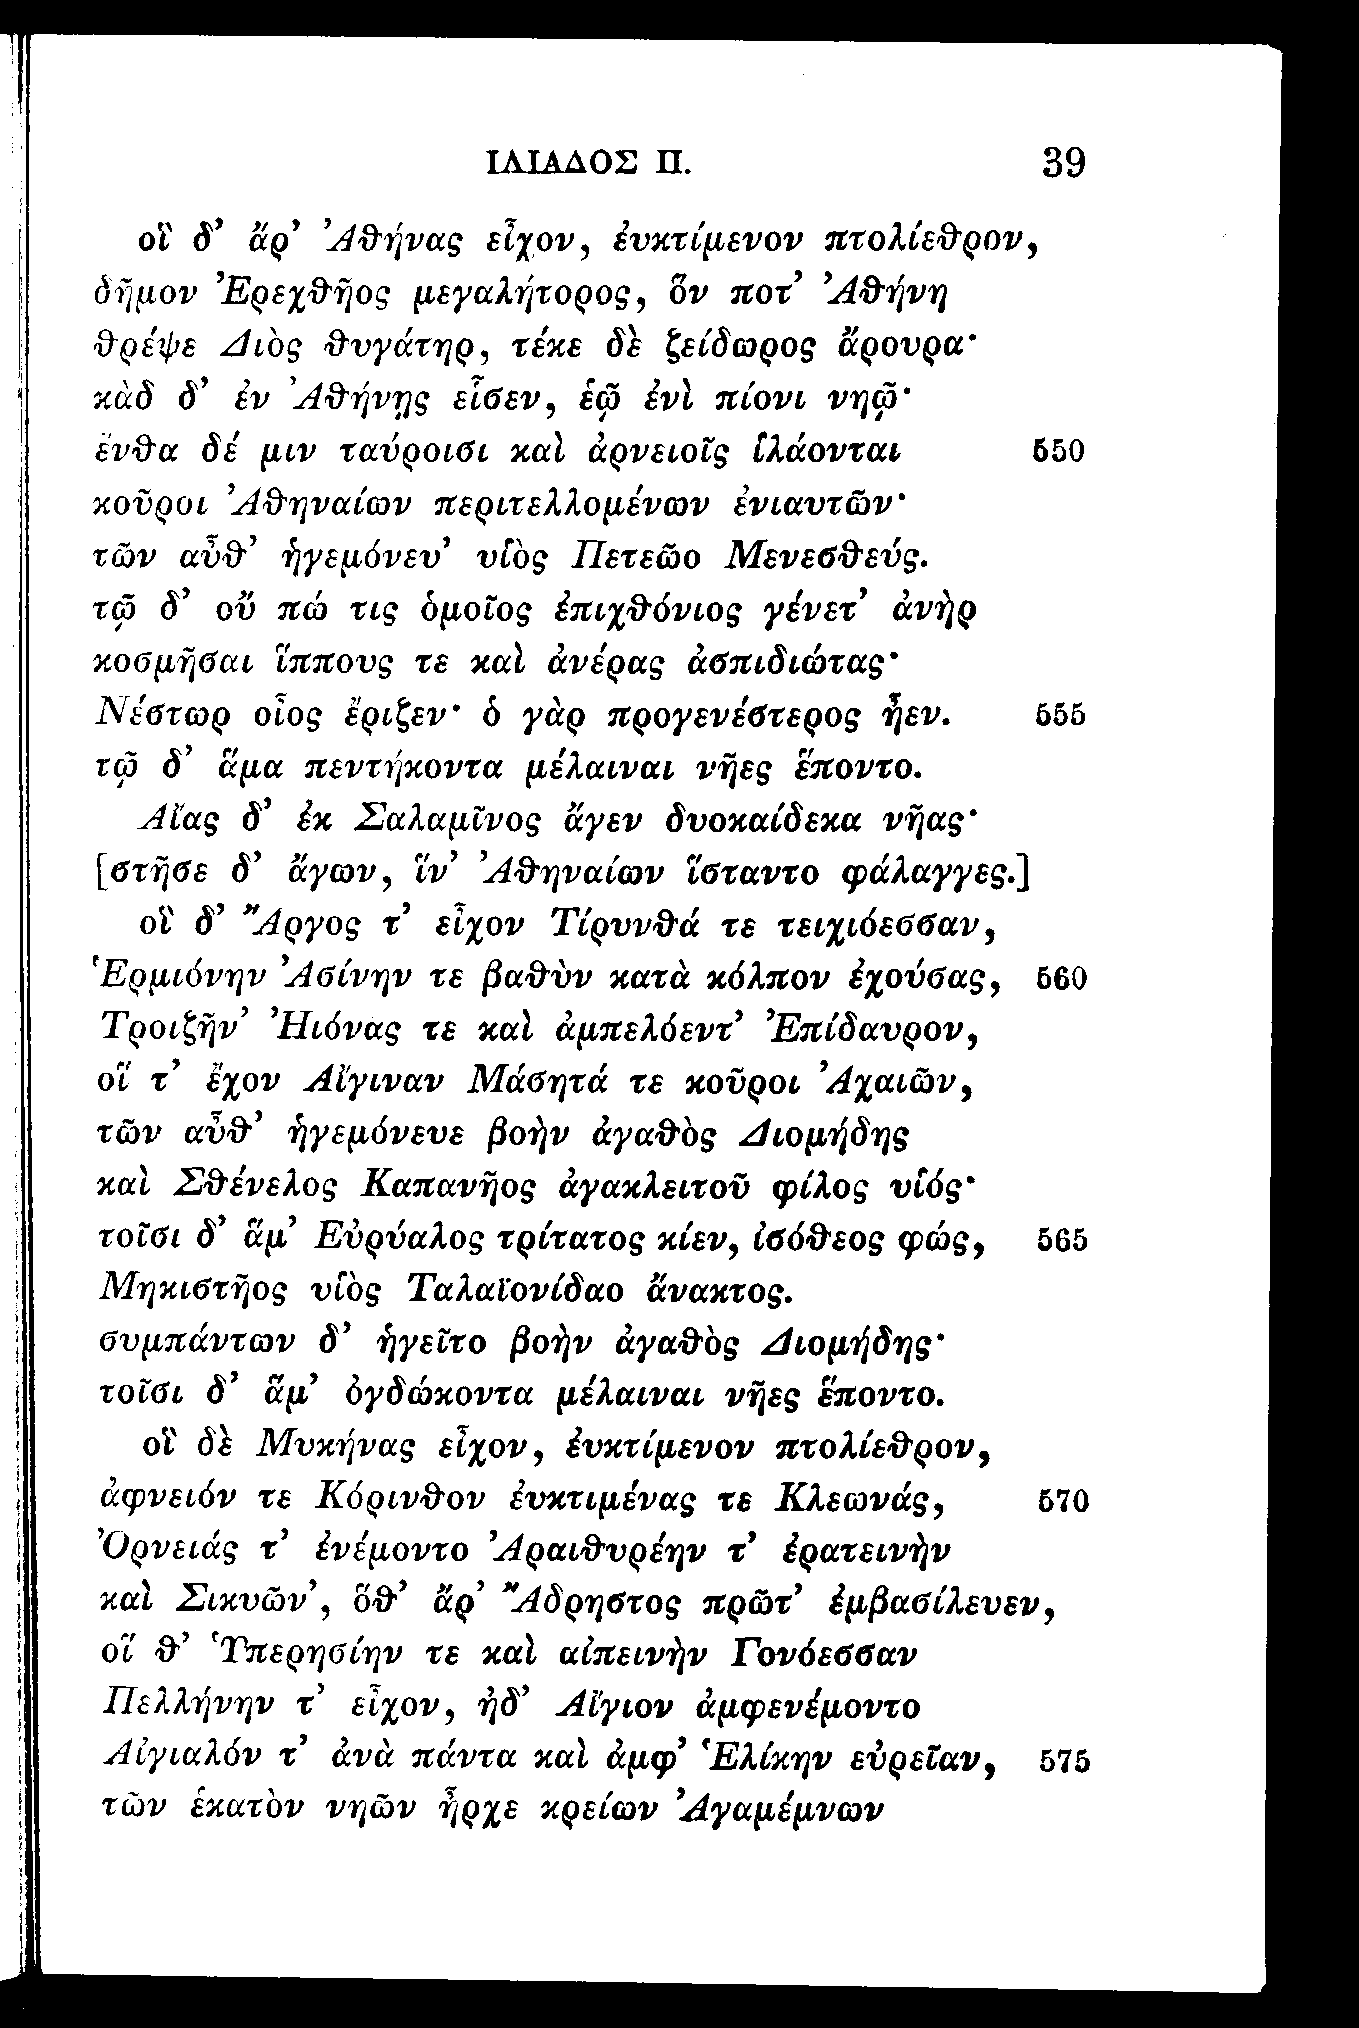 ΙΛΙΑΔΟΣ Π. 39
οἳ δ’ ἄρ’ Ἀθήνας εἶχον, ἐυκτίμενον πτολίεθρον,
δῆμον Ἐρεχθῆος μεγαλήτορος, ὅν ποτ’ Ἀθήνη
θρέψε Διὸς θυγάτηρ, τέκε δὲ ζείδωρος ἄρουρα·
κὰδ δ’ ἐν Ἀθήνῃς εἷσεν, ἑῷ ἐνὶ πίονι νηῷ·
ἔνθα δέ μιν ταύροισι καὶ ἀρνειοῖς ἱλάονται 550
κοῦροι Ἀθηναίων περιτελλομένων ἐνιαυτῶν·
τῶν αὖθ’ ἡγεμόνευ’ υἱὸς Πετεῶο Μενεσθεύς.
τῷ δ’ οὔ πώ τις ὁμοῖος ἐπιχθόνιος γένετ’ ἀνὴρ
κοσμῆσαι ἵππους τε καὶ ἀνέρας ἀσπιδιώτας·
Νέστωρ οἶος ἔριζεν· ὁ γὰρ προγενέστερος ἦεν. 555
τῷ δ’ ἅμα πεντήκοντα μέλαιναι νῆες ἕποντο.
Αἴας δ’ ἐκ Σαλαμῖνος ἄγεν δυοκαίδεκα νῆας·
[στῆσε δ’ ἄγων, ἵν’ Ἀθηναίων ἵσταντο φάλαγγες.]
οἳ δ’ Ἄργος τ’ εἶχον Τίρυνθά τε τειχιόεσσαν,
Ἑρμιόνην Ἀσίνην τε βαθὺν κατὰ κόλπον ἐχούσας, 560
Τροιζῆν’ Ἠιόνας τε καὶ ἀμπελόεντ’ Ἐπίδαυρον,
οἵ τ’ ἔχον Αἴγιναν Μάσητά τε κοῦροι Ἀχαιῶν,
τῶν αὖθ’ ἡγεμόνευε βοὴν ἀγαθὸς Διομήδης
καὶ Σθένελος Καπανῆος ἀγακλειτοῦ φίλος υἱός·
τοῖσι δ’ ἅμ’ Εὐρύαλος τρίτατος κίεν, ἰσόθεος φώς, 565
Μηκιστῆος υἱὸς Ταλαϊονίδαο ἄνακτος.
συμπάντων δ’ ἡγεῖτο βοὴν ἀγαθὸς Διομήδης·
τοῖσι δ’ ἅμ’ ὀγδώκοντα μέλαιναι νῆες ἕποντο.
οἳ δὲ Μυκήνας εἶχον, ἐυκτίμενον πτολίεθρον,
ἀφνειόν τε Κόρινθον ἐυκτιμένας τε Κλεωνάς, 570
Ὀρνειάς τ’ ἐνέμοντο Ἀραιθυρέην τ’ ἐρατεινὴν
καὶ Σικυῶν’, ὅθ’ ἄρ’ Ἄδρηστος πρῶτ’ ἐμβασίλευεν,
οἵ θ’ Ὑπερησίην τε καὶ αἰπεινὴν Γονόεσσαν
Πελλήνην τ’ εἶχον, ἠδ’ Αἴγιον ἀμφενέμοντο
Αἰγιαλόν τ’ ἀνὰ πάντα καὶ ἀμφ’ Ἑλίκην εὐρεῖαν, 575
τῶν ἑκατὸν νηῶν ἦρχε κρείων Ἀγαμέμνων